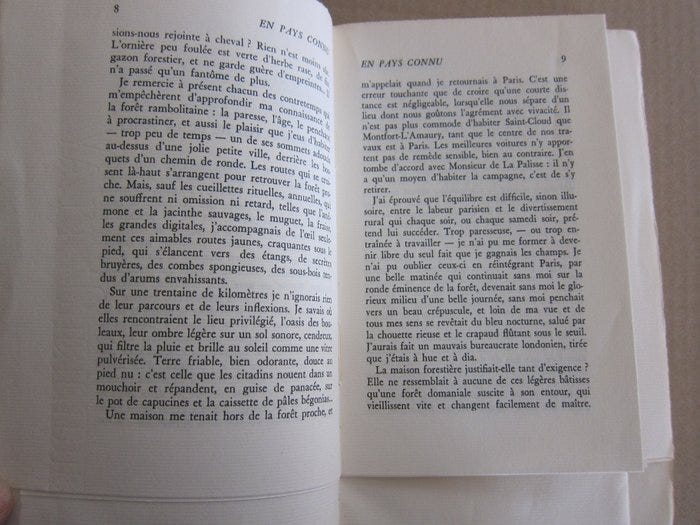 8
EN PAYS CONNU
sions-nous rejointe à cheval ? Rien n'est moins sûr.
L'ornière peu foulée est verte d'herbe rase, de fin
gazon forestier, et ne garde guère d'empreintes. Il
n'a passé qu'un fantôme de plus.
Je remercie à présent chacun des contretemps qui
m'empêchèrent d'approfondir ma connaissance de
la forêt rambolitaine : la paresse, l'âge, le penchant
à procrastiner, et aussi le plaisir que j'eus d'habiter
— trop peu de temps — un de ses sommets adoucis
au-dessus d'une jolie petite ville, derrière les bos-
quets d'un chemin de ronde. Les routes qui se croi-
sent là-haut s'arrangent pour retrouver la forêt pro-
che. Mais, sauf les cueillettes rituelles, annuelles, qui
ne souffrent ni omission ni retard, telles que l'ané-
mone et la jacinthe sauvages, le muguet, la fraise,
les grandes digitales, j'accompagnais de l'œil seule-
ment ces aimables routes jaunes, craquantes sous le
pied, qui s'élancent vers des étangs, de secrètes
bruyères, des combes spongieuses, des sous-bois ten-
dus d'arums envahissants.
Sur une trentaine de kilomètres je n'ignorais rien
de leur parcours et de leurs inflexions. Je savais où
elles rencontraient le lieu privilégié, l'oasis des bou-
leaux, leur ombre légère sur un sol sonore, cendreux,
qui filtre la pluie et brille au soleil comme une vitre
pulvérisée. Terre friable, bien odorante, douce au
pied nu : c'est celle que les citadins nouent dans un
mouchoir et répandent, en guise de panacée, sur
le pot de capucines et la caissette de pâles bégonias...
Une maison me tenait hors de la forêt proche, et
EN PAYS CONNU
9
m'appelait quand je retournais à Paris. C'est une
erreur touchante que de croire qu'une courte dis-
tance est négligeable, lorsqu'elle nous sépare d'un
lieu dont nous goûtons l'agrément avec vivacité. Il
n'est pas plus commode d'habiter Saint-Cloud que
Montfort-L'Amaury, tant que le centre de nos tra-
vaux est à Paris. Les meilleures voitures n'y appor-
tent pas de remède sensible, bien au contraire. J'en
tombe d'accord avec Monsieur de La Palisse : il n'y
a qu'un moyen d'habiter la campagne, c'est de s'y
retirer.
J'ai éprouvé que l'équilibre est difficile, sinon illu-
soire, entre le labeur parisien et le divertissement
rural qui chaque soir, ou chaque samedi soir, pré-
tend lui succéder. Trop paresseuse, — ou trop en-
traînée à travailler — je n'ai pu me former à deve-
nir libre du seul fait que je gagnais les champs. Je
n'ai pu oublier ceux-ci en réintégrant Paris, par
une belle matinée qui continuait sans moi sur la
ronde éminence de la forêt, devenait sans moi le glo-
rieux milieu d'une belle journée, sans moi penchait
vers un beau crépuscule, et loin de ma vue et de
tous mes sens se revêtait du bleu nocturne, salué par
la chouette rieuse et le crapaud flûtant sur le seuil.
J'aurais fait un mauvais bureaucrate londonien, tirée
que j'étais à hue et à dia.
La maison forestière justifiait-elle tant d'exigence ?
Elle ne ressemblait à aucune de ces légères bâtisses
qu'une forêt domaniale suscite à son entour, qui
vieillissent vite et changent facilement de maître.